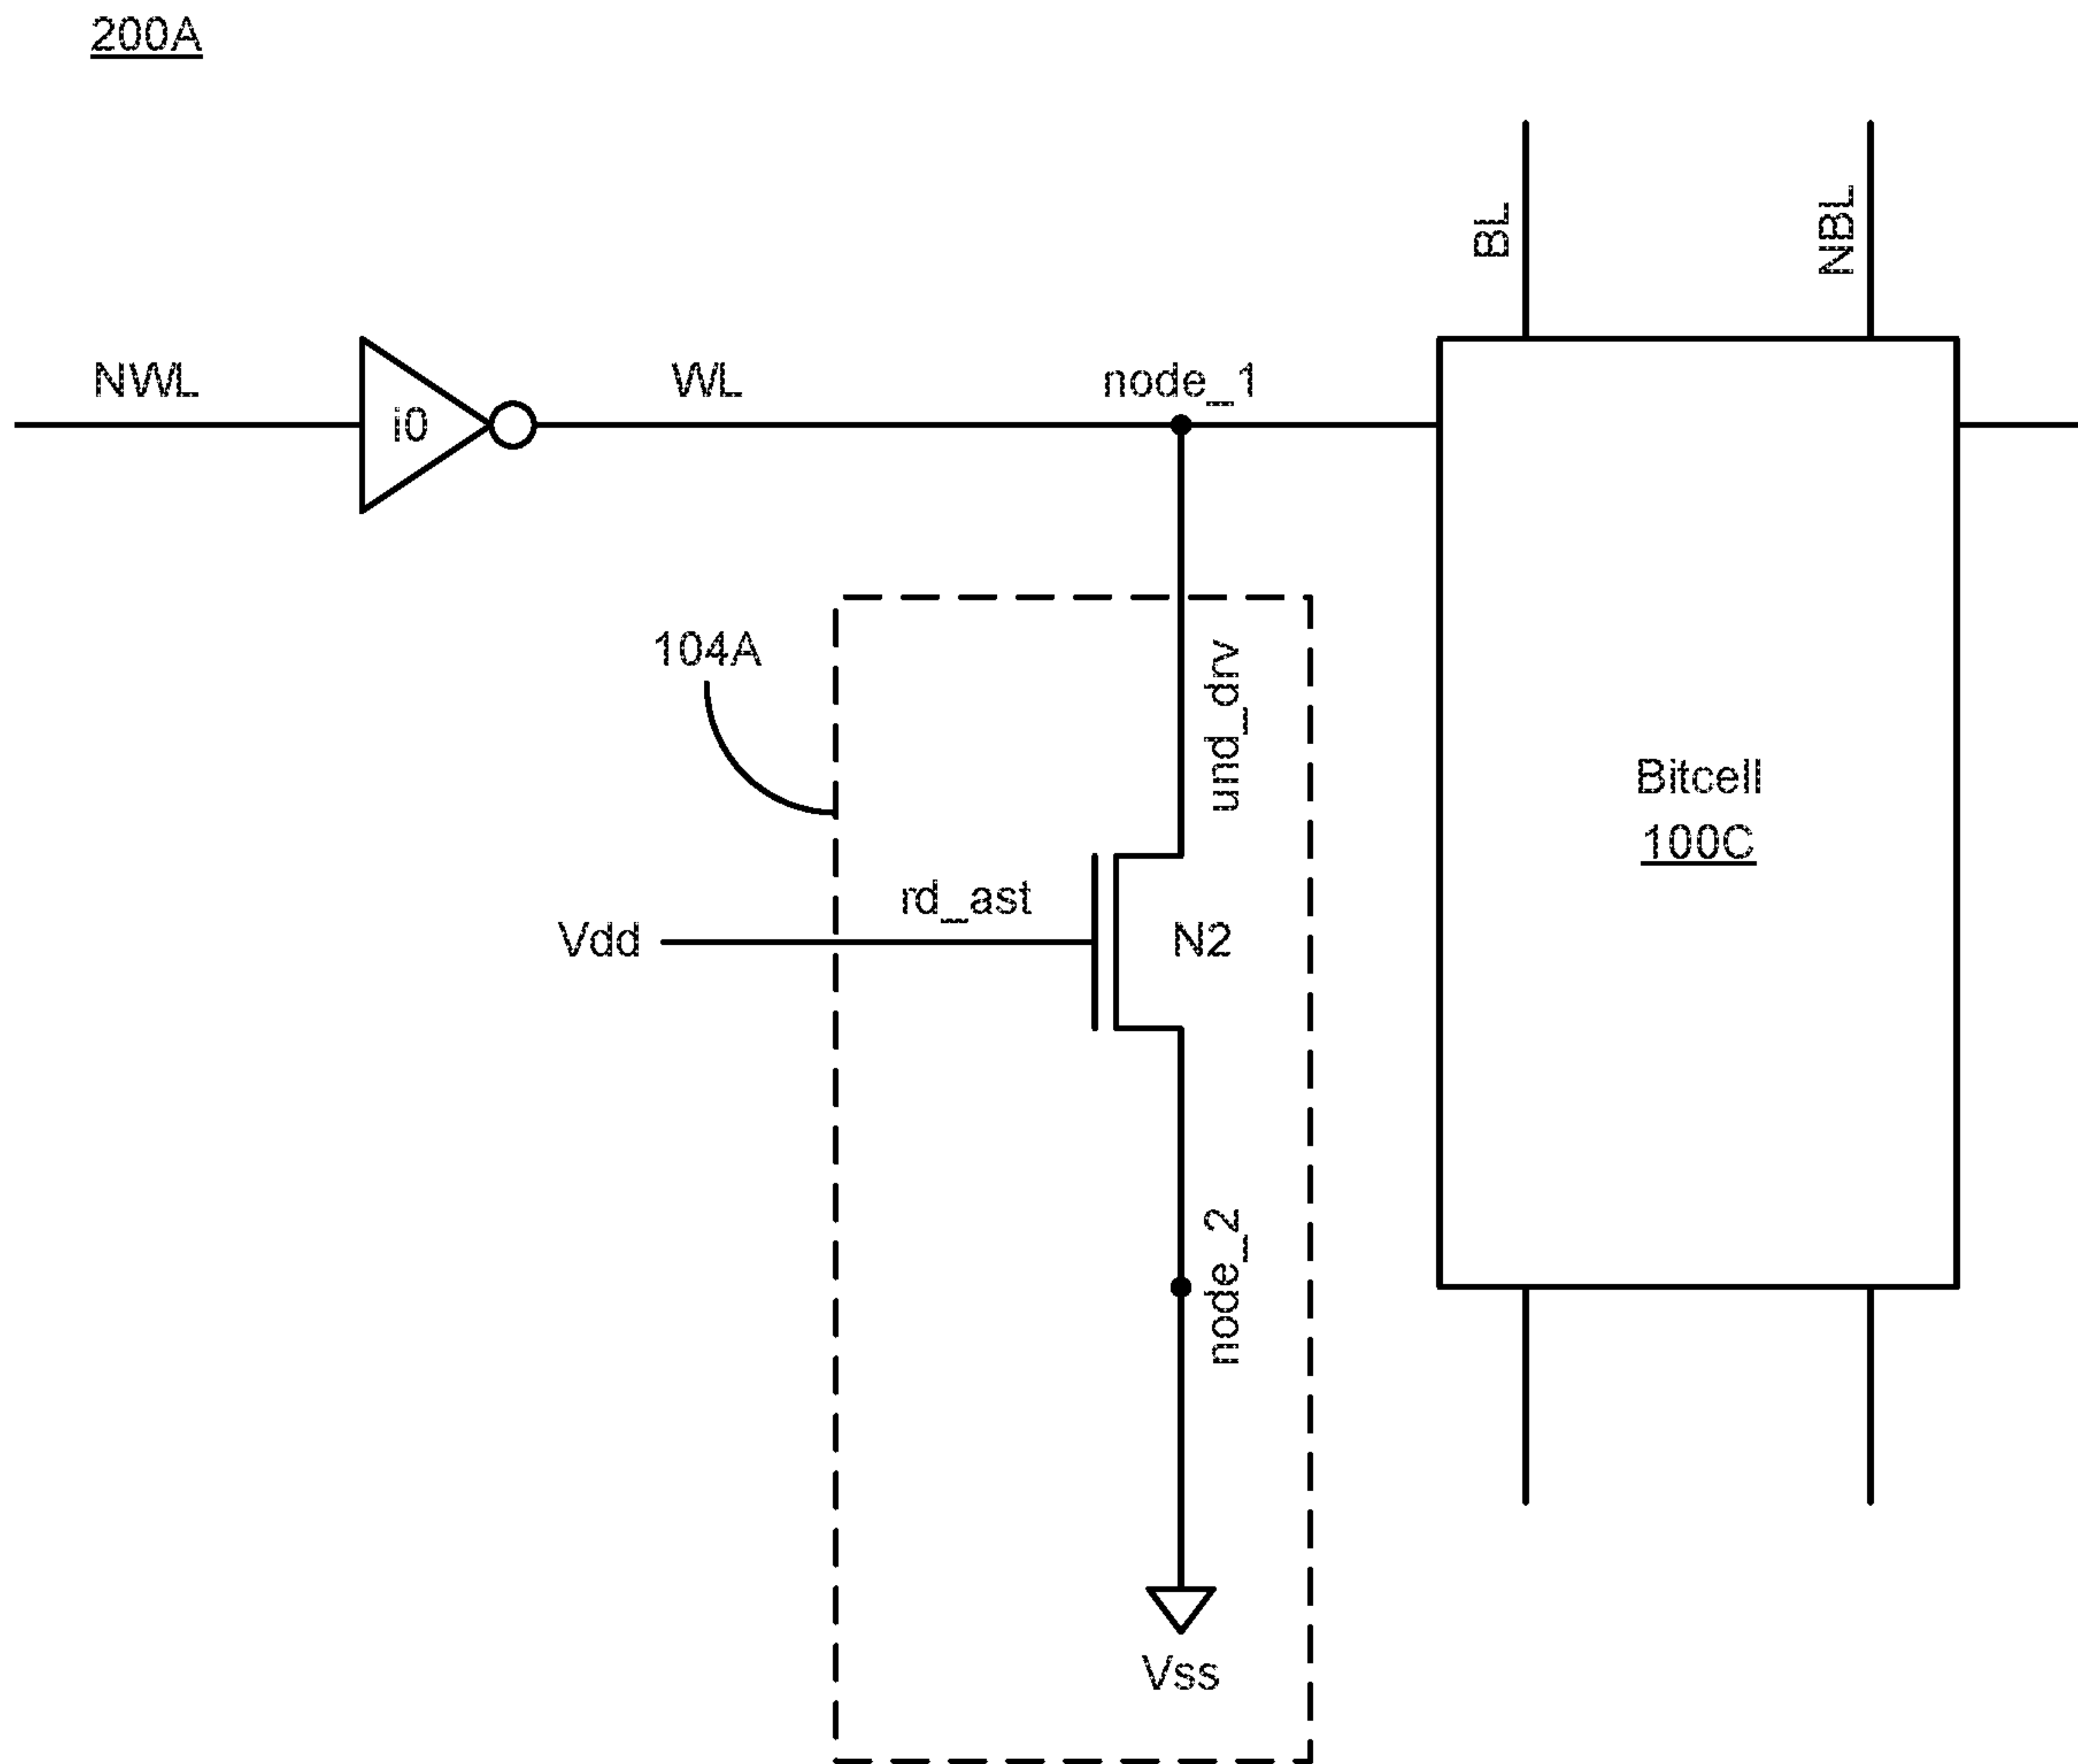 200A
BL
NBL
NWL
i0
WL
node_1
104A
und_drv
Bitcell
100C
rd_ast
Vdd
N2
node_2
Vss